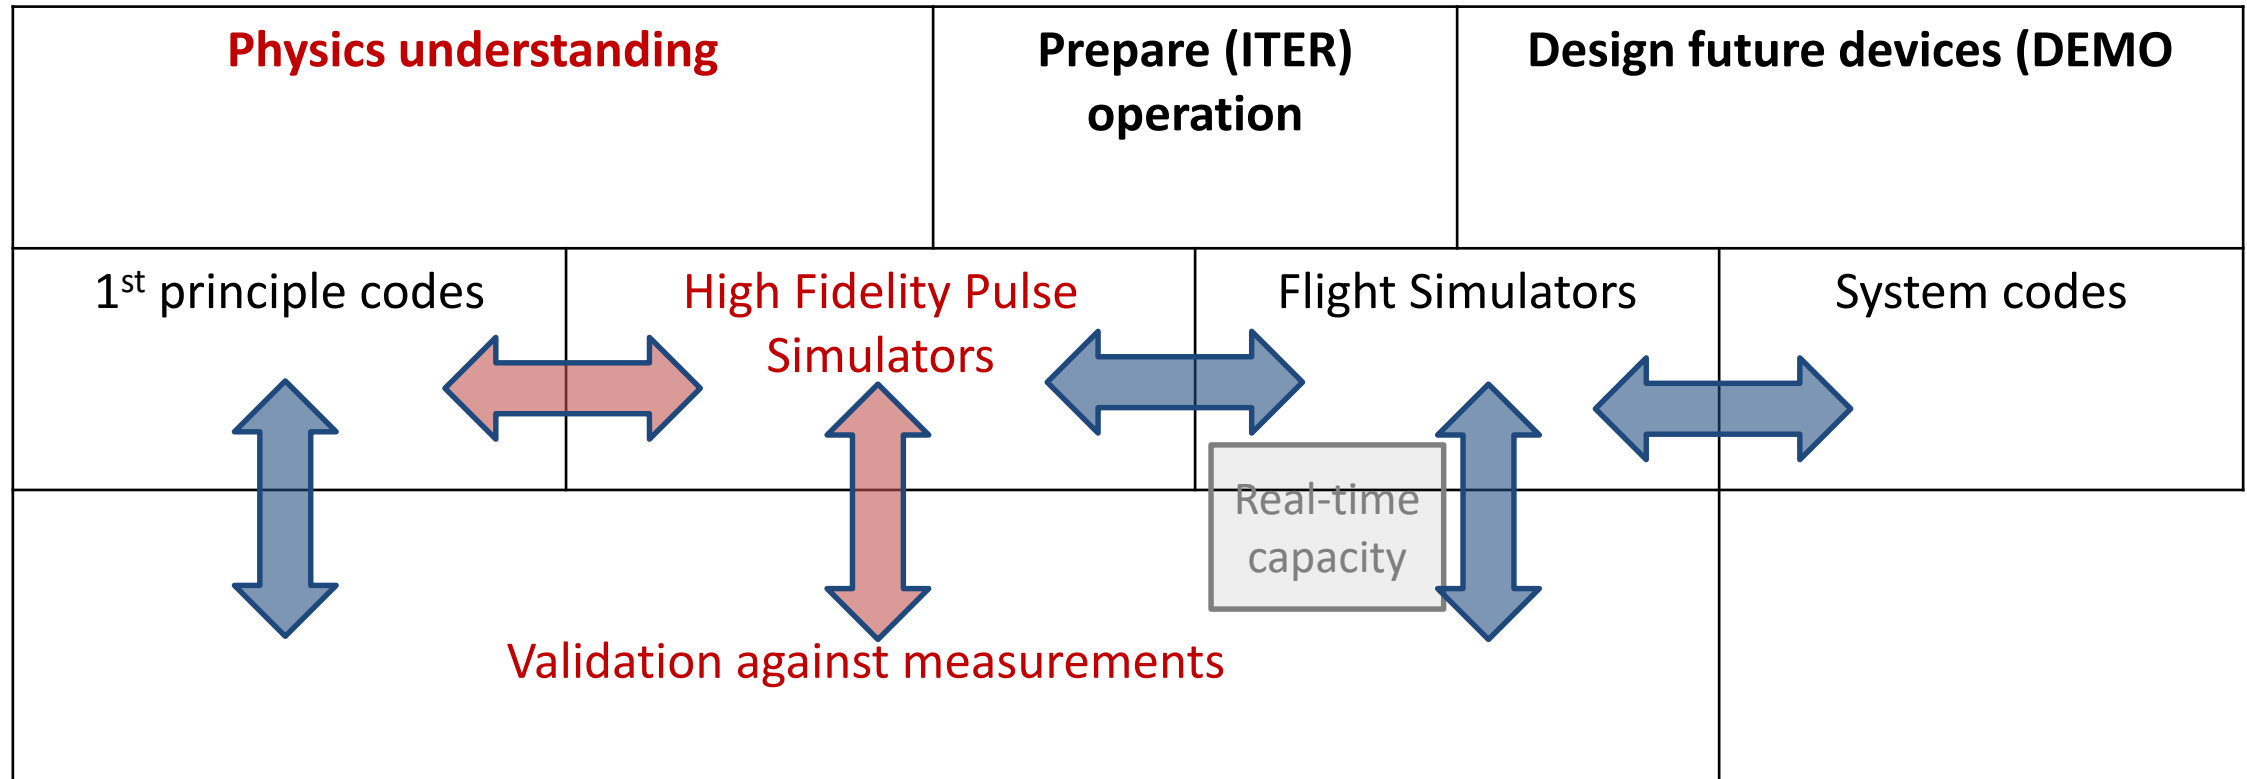 Physics understanding
Prepare (ITER)
operation
Design future devices (DEMO
1st principle codes
High Fidelity Pulse
Simulators
Flight Simulators
System codes
Real-time
capacity
Validation against measurements